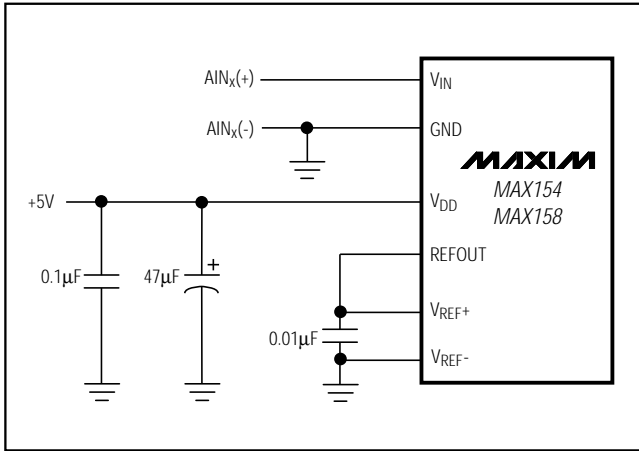 AINx(+)
VIN
AINx(-)
GND
MAXIM
MAX154
MAX158
+5V
VDD
REFOUT
0.1µF
47µF
+
VREF+
0.01µF
VREF-